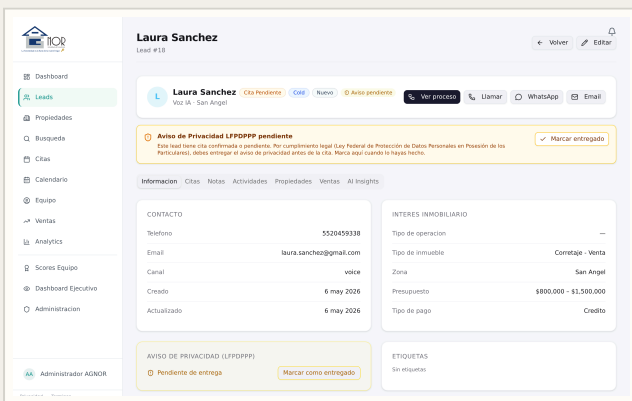 NOR
Dashboard
Leads
Propiedades
Busqueda
Citas
Calendario
Equipo
Ventas
Analytics
Scores Equipo
Dashboard Ejecutivo
Administracion
AA Administrador AGNOR
Laura Sanchez
Lead #18
← Volver
Editar
L
Laura Sanchez Cita Pendiente Cold Nuevo Aviso pendiente
Voz IA · San Angel
Ver proceso
Llamar
WhatsApp
Email
Aviso de Privacidad LFPDPPP pendiente
Este lead tiene cita confirmada o pendiente. Por cumplimiento legal (Ley Federal de Protección de Datos Personales en Posesión de los
Particulares), debes entregar el aviso de privacidad antes de la cita. Marca aquí cuando lo hayas hecho.
Marcar entregado
Informacion Citas Notas Actividades Propiedades Ventas AI Insights
CONTACTO
Telefono 5520459338
Email laura.sanchez@gmail.com
Canal voice
Creado 6 may 2026
Actualizado 6 may 2026
INTERES INMOBILIARIO
Tipo de operacion —
Tipo de inmueble Corretaje - Venta
Zona San Angel
Presupuesto $800,000 – $1,500,000
Tipo de pago Credito
AVISO DE PRIVACIDAD (LFPDPPP)
Pendiente de entrega
Marcar como entregado
ETIQUETAS
Sin etiquetas